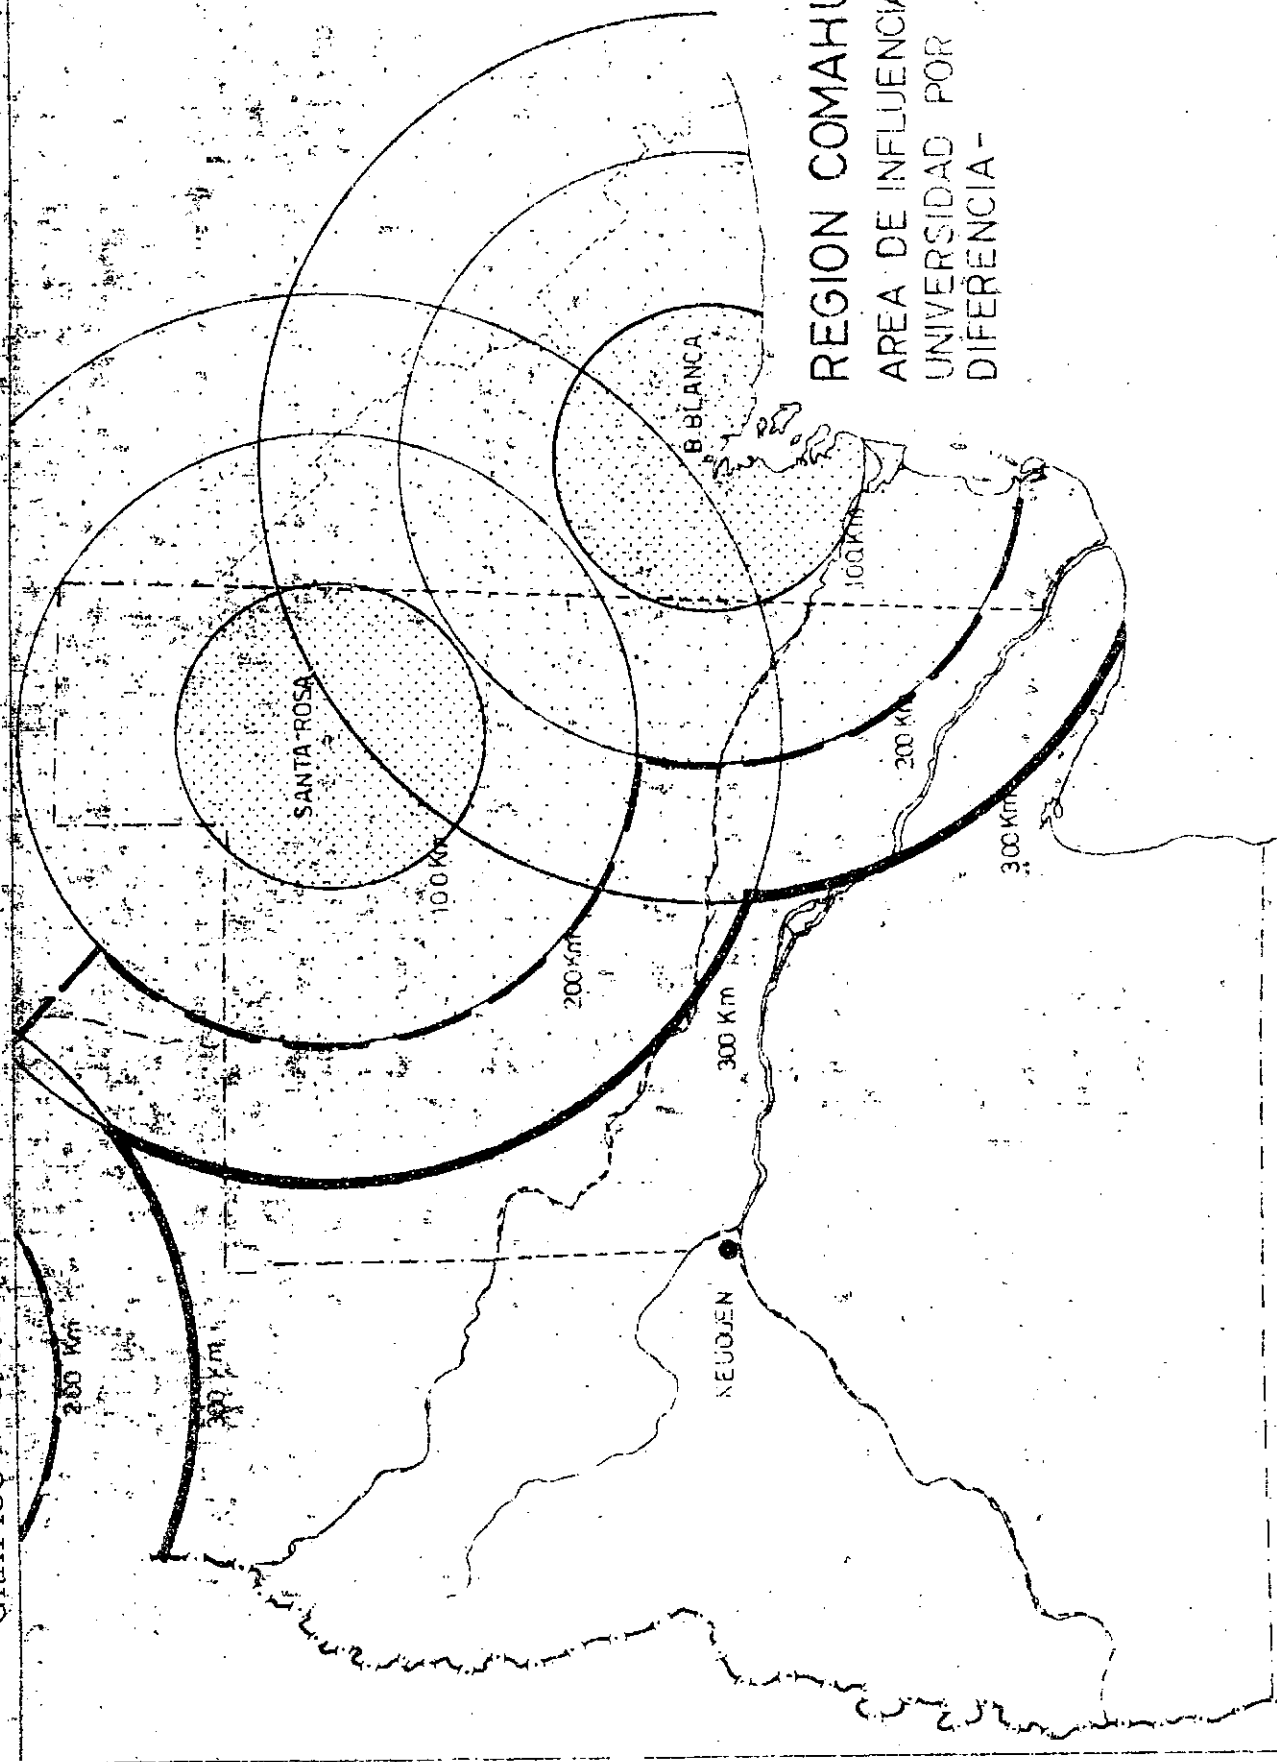 REGION COMAHU
AREA DE INFLUENCIA
UNIVERSIDAD POR
DIFERENCIA-
SANTA ROSA
100 Km
200 Km
300 Km
B. BLANCA
100 Km
200 Km
300 Km
NEUQUEN
200 Km
300 Km